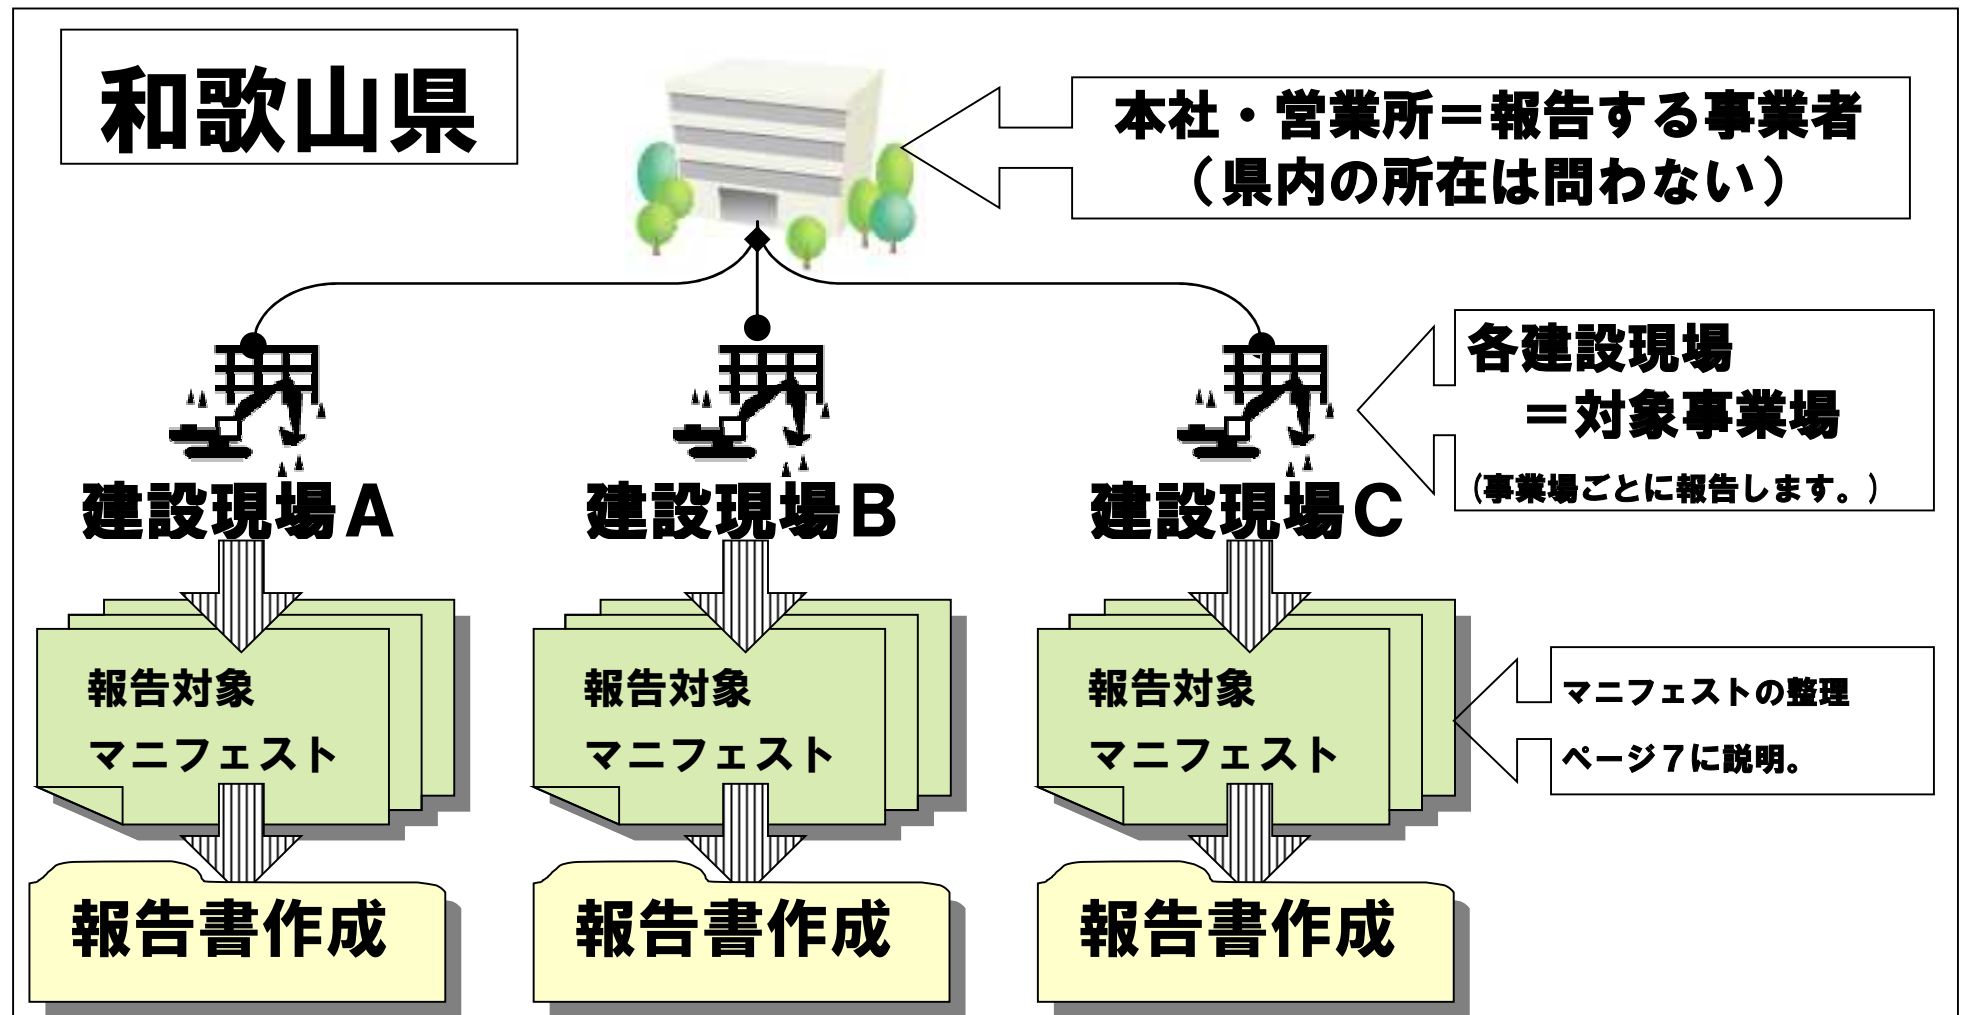 和歌山県
本社・営業所＝報告する事業者
（県内の所在は問わない）
各建設現場
＝対象事業場
(事業場ごとに報告します。)
建設現場A
建設現場B
建設現場C
報告対象
マニフェスト
報告対象
マニフェスト
報告対象
マニフェスト
マニフェストの整理
ページ７に説明。
報告書作成
報告書作成
報告書作成